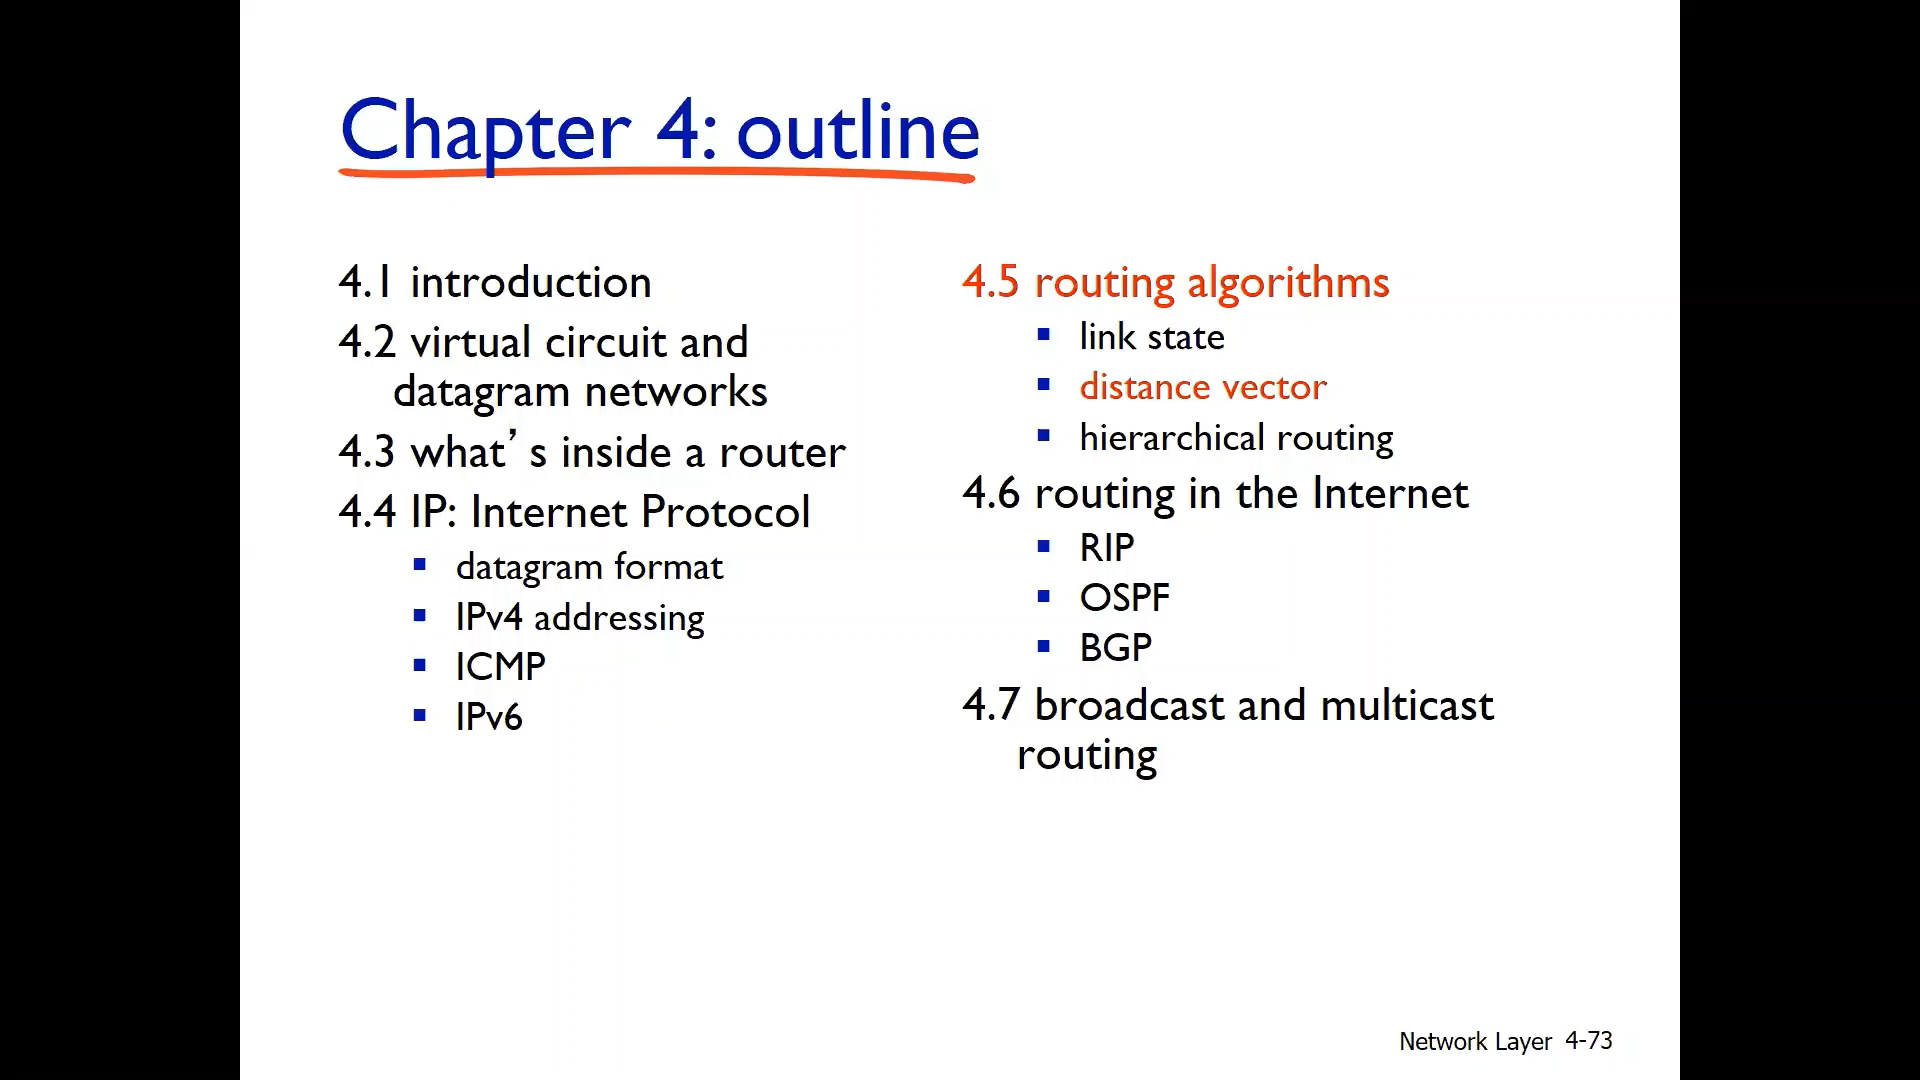 Chapter 4: outline
4.1 introduction
4.2 virtual circuit and
datagram networks
4.3 what’s inside a router
4.4 IP: Internet Protocol
▪ datagram format
▪ IPv4 addressing
▪ ICMP
▪ IPv6
4.5 routing algorithms
▪ link state
▪ distance vector
▪ hierarchical routing
4.6 routing in the Internet
▪ RIP
▪ OSPF
▪ BGP
4.7 broadcast and multicast
routing
Network Layer 4-73